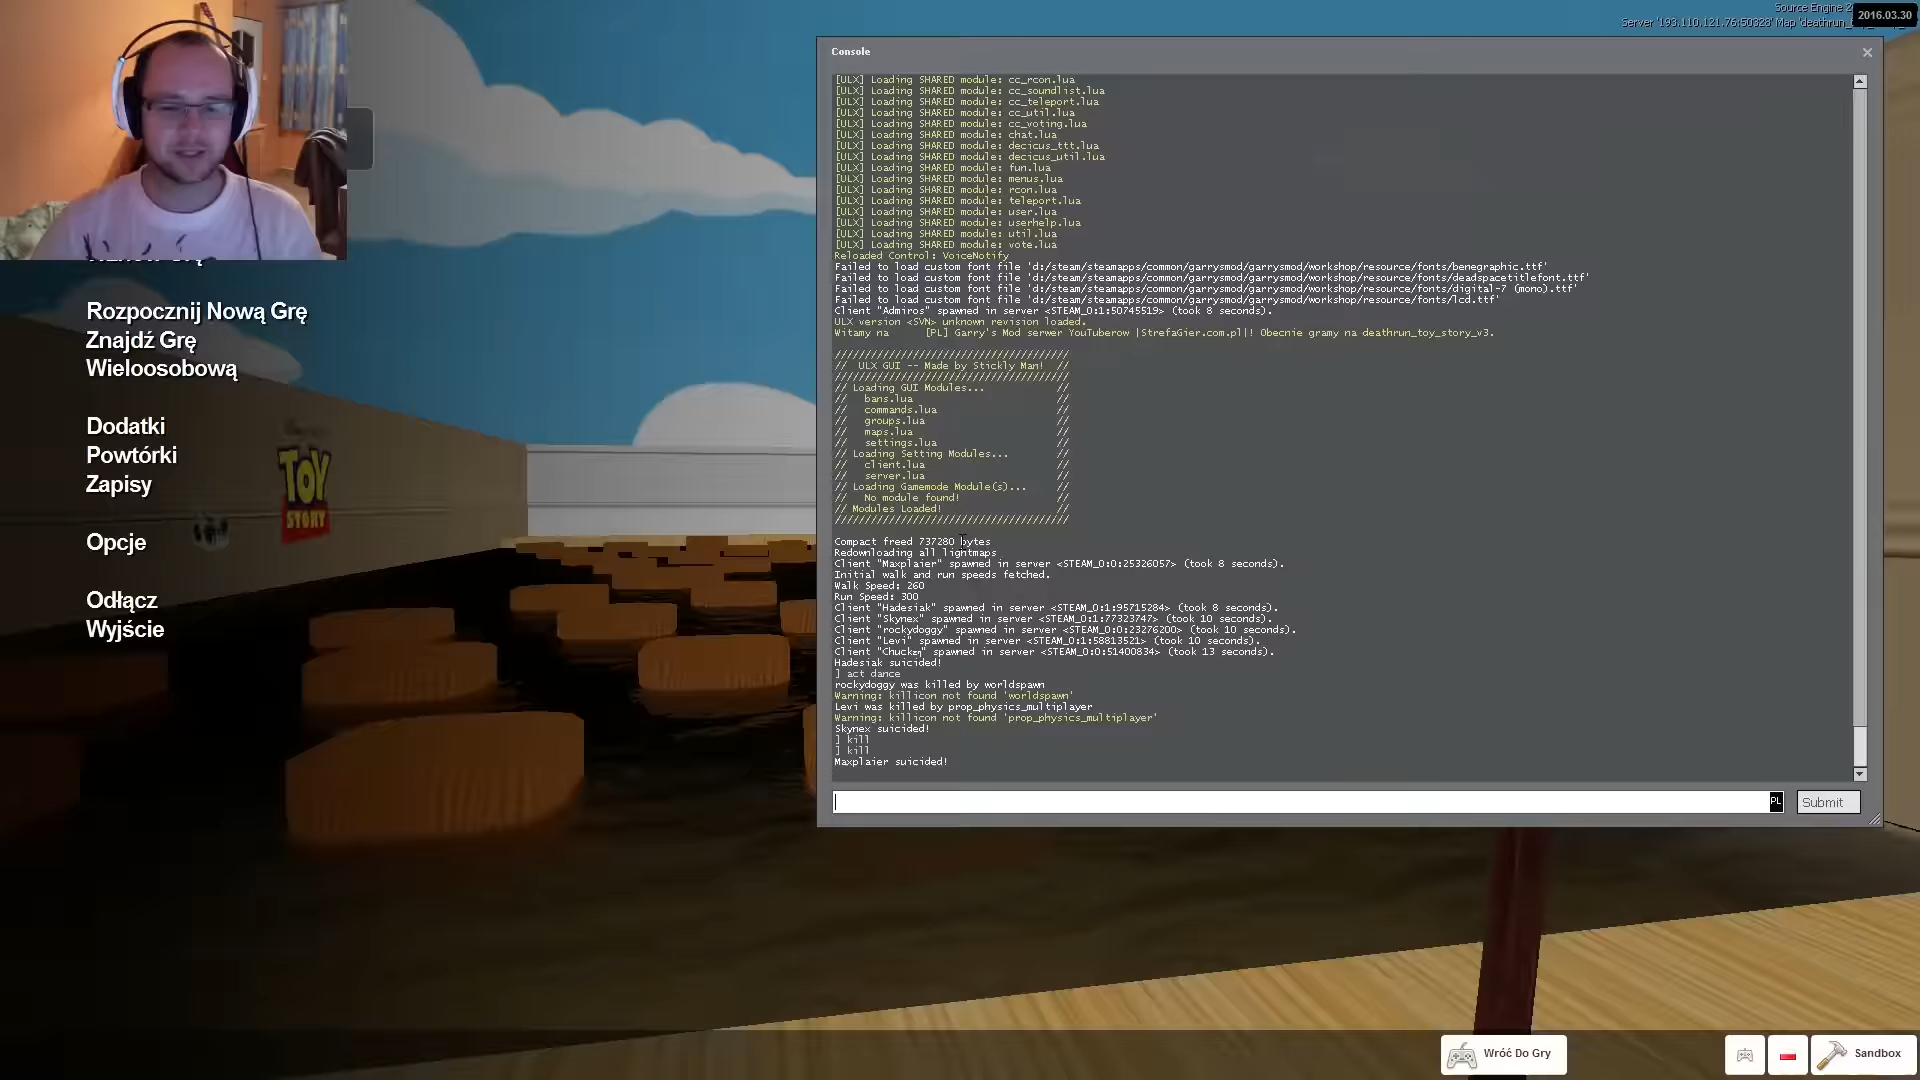 Source Engine 2
2016.03.30
Server '193.110.121.76:50328' Map 'deathrun_
Console
[ULX] Loading SHARED module: cc_rcon.lua
[ULX] Loading SHARED module: cc_soundlist.lua
[ULX] Loading SHARED module: cc_teleport.lua
[ULX] Loading SHARED module: cc_util.lua
[ULX] Loading SHARED module: cc_voting.lua
[ULX] Loading SHARED module: chat.lua
[ULX] Loading SHARED module: decicus_ttt.lua
[ULX] Loading SHARED module: decicus_util.lua
[ULX] Loading SHARED module: fun.lua
[ULX] Loading SHARED module: menus.lua
[ULX] Loading SHARED module: rcon.lua
[ULX] Loading SHARED module: teleport.lua
[ULX] Loading SHARED module: user.lua
[ULX] Loading SHARED module: userhelp.lua
[ULX] Loading SHARED module: util.lua
[ULX] Loading SHARED module: vote.lua
Reloaded Control: VoiceNotify
Failed to load custom font file 'd:/steam/steamapps/common/garrysmod/garrysmod/workshop/resource/fonts/benegraphic.ttf'
Failed to load custom font file 'd:/steam/steamapps/common/garrysmod/garrysmod/workshop/resource/fonts/deadspacetitlefont.ttf'
Failed to load custom font file 'd:/steam/steamapps/common/garrysmod/garrysmod/workshop/resource/fonts/digital-7 (mono).ttf'
Failed to load custom font file 'd:/steam/steamapps/common/garrysmod/garrysmod/workshop/resource/fonts/lcd.ttf'
Client "Admiros" spawned in server <STEAM_0:1:50745519> (took 8 seconds).
ULX version <SVN> unknown revision loaded.
Witamy na [PL] Garry's Mod serwer YouTuberow |StrefaGier.com.pl|! Obecnie gramy na deathrun_toy_story_v3.
///////////////////////////////////////
// ULX GUI -- Made by Stickly Man! //
///////////////////////////////////////
// Loading GUI Modules... //
// bans.lua //
// commands.lua //
// groups.lua //
// maps.lua //
// settings.lua //
// Loading Setting Modules... //
// client.lua //
// server.lua //
// Loading Gamemode Module(s)... //
// No module found! //
// Modules Loaded! //
///////////////////////////////////////
Compact freed 737280 bytes
Redownloading all lightmaps
Client "Maxplaier" spawned in server <STEAM_0:0:25326057> (took 8 seconds).
Initial walk and run speeds fetched.
Walk Speed: 260
Run Speed: 300
Client "Hadesiak" spawned in server <STEAM_0:1:95715284> (took 8 seconds).
Client "Skynex" spawned in server <STEAM_0:1:77323747> (took 10 seconds).
Client "rockydoggy" spawned in server <STEAM_0:0:23276200> (took 10 seconds).
Client "Levi" spawned in server <STEAM_0:1:58813521> (took 10 seconds).
Client spawned in server <STEAM_0:0:51400834> (took 13 seconds).
Hadesiak suicided!
] act dance
rockydoggy was killed by worldspawn
Warning: killicon not found 'worldspawn'
Levi was killed by prop_physics_multiplayer
Warning: killicon not found 'prop_physics_multiplayer'
Skynex suicided!
] kill
] kill
Maxplaier suicided!
PL
Submit
Rozpocznij Nową Grę
Znajdź Grę
Wieloosobową
Dodatki
Powtórki
Zapisy
Opcje
Odłącz
Wyjście
TOY
STORY
Wróć Do Gry
Sandbox